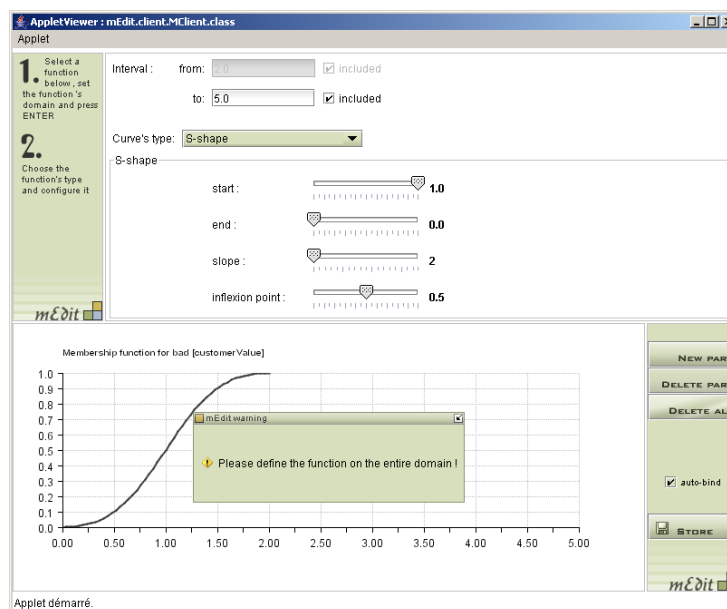 AppletViewer : mEdit.client.MClient.class
Applet
1. Select a
function
below , set
the function 's
domain and press
ENTER
2.
Choose the
function's type
and configure it
mEdit
Interval : from: 2.0 included
to: 5.0 included
Curve's type: S-shape
S-shape
start : 1.0
end : 0.0
slope : 2
inflexion point : 0.5
Membership function for bad [customerValue]
1.0
0.9
0.8
0.7
0.6
0.5
0.4
0.3
0.2
0.1
0.0
0.00 0.50 1.00 1.50 2.00 2.50 3.00 3.50 4.00 4.50 5.00
mEdit warning
Please define the function on the entire domain !
NEW PAR
DELETE PAR
DELETE AL
auto-bind
STORE
mEdit
Applet démarré.